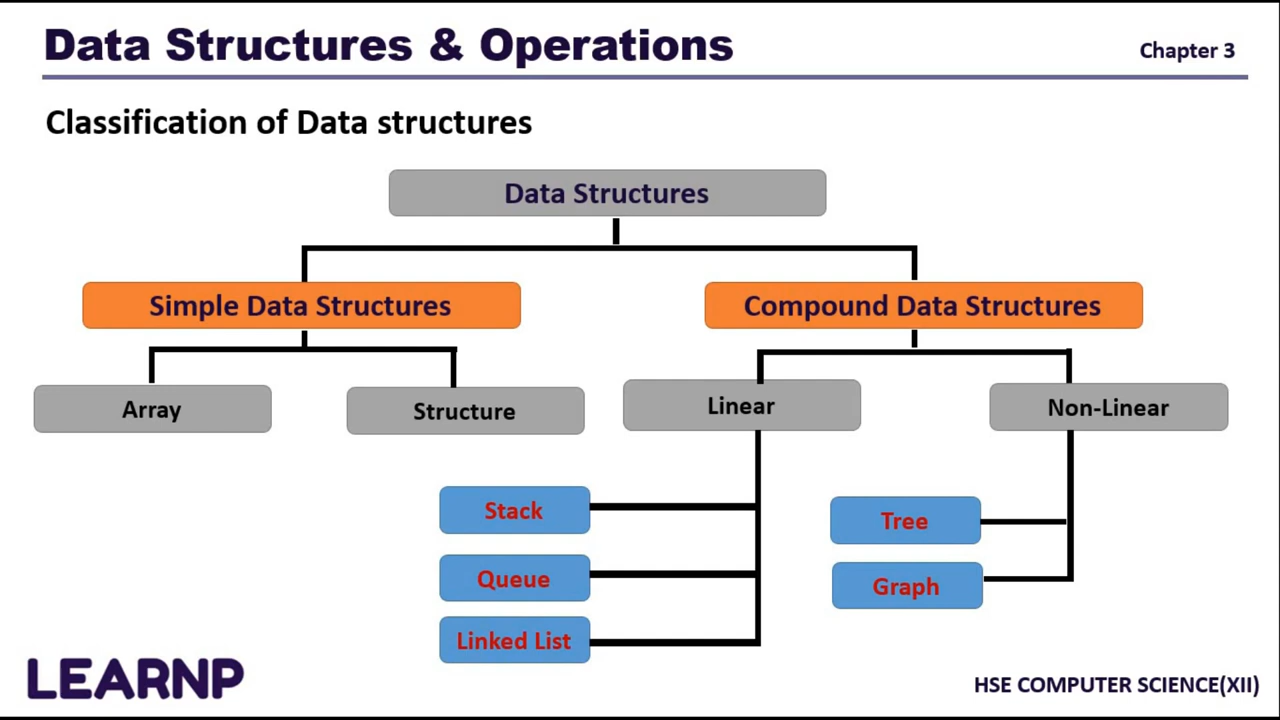 Data Structures & Operations
Chapter 3
Classification of Data structures
Data Structures
Simple Data Structures
Compound Data Structures
Array
Structure
Linear
Non-Linear
Stack
Queue
Linked List
Tree
Graph
LEARNP
HSE COMPUTER SCIENCE(XII)